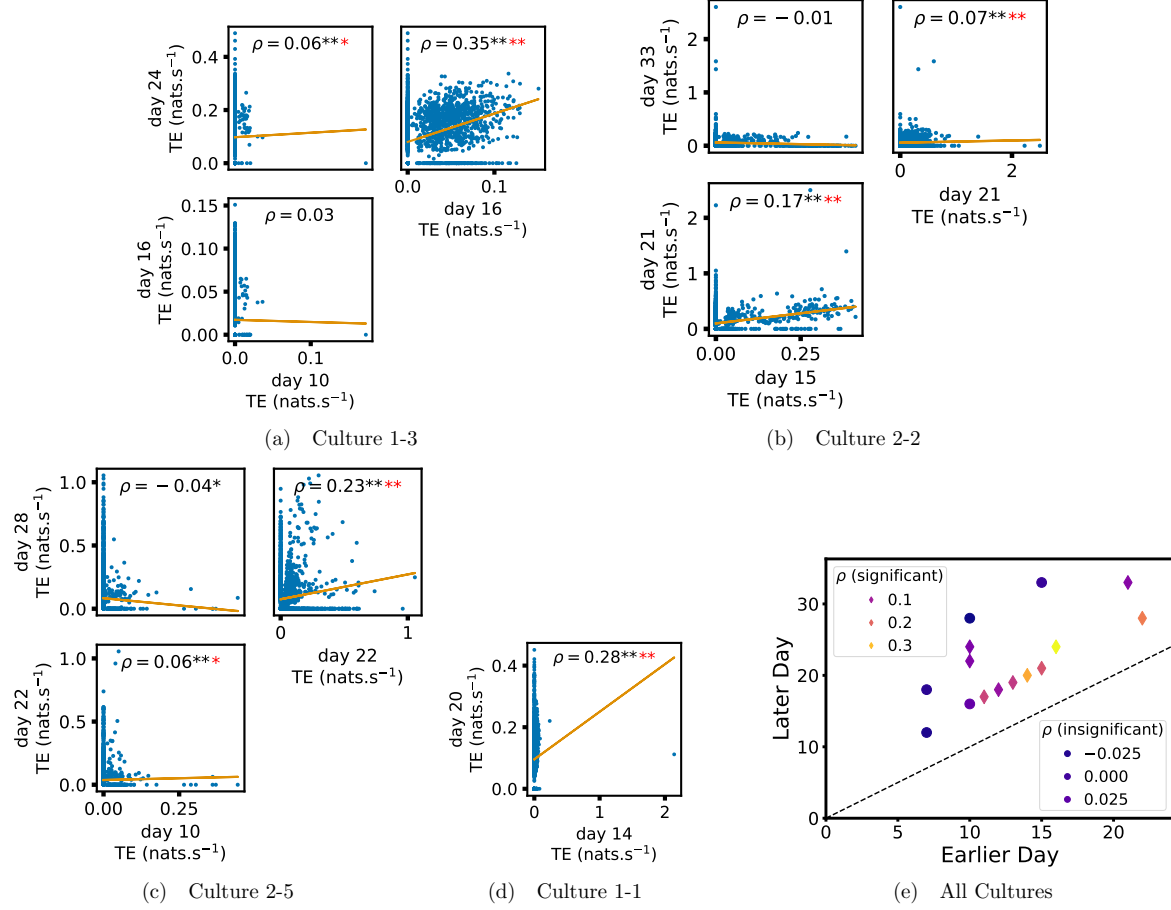 ρ = 0.06***
ρ = 0.35****
day 24
TE (nats.s⁻¹)
0.4
0.2
0.0
0.0
0.1
day 16
TE (nats.s⁻¹)
ρ = 0.03
day 16
TE (nats.s⁻¹)
0.15
0.10
0.05
0.00
0.0
0.1
day 10
TE (nats.s⁻¹)
(a) Culture 1-3
ρ = −0.01
ρ = 0.07****
day 33
TE (nats.s⁻¹)
2
1
0
0
2
day 21
TE (nats.s⁻¹)
ρ = 0.17****
day 21
TE (nats.s⁻¹)
2
1
0
0.00
0.25
day 15
TE (nats.s⁻¹)
(b) Culture 2-2
ρ = −0.04*
ρ = 0.23****
day 28
TE (nats.s⁻¹)
1.0
0.5
0.0
0
1
day 22
TE (nats.s⁻¹)
ρ = 0.06***
day 22
TE (nats.s⁻¹)
1.0
0.5
0.0
0.00
0.25
day 10
TE (nats.s⁻¹)
(c) Culture 2-5
ρ = 0.28****
day 20
TE (nats.s⁻¹)
0.4
0.2
0.0
0
1
2
day 14
TE (nats.s⁻¹)
(d) Culture 1-1
ρ (significant)
0.1
0.2
0.3
Later Day
30
20
10
0
ρ (insignificant)
−0.025
0.000
0.025
0
5
10
15
20
Earlier Day
(e) All Cultures